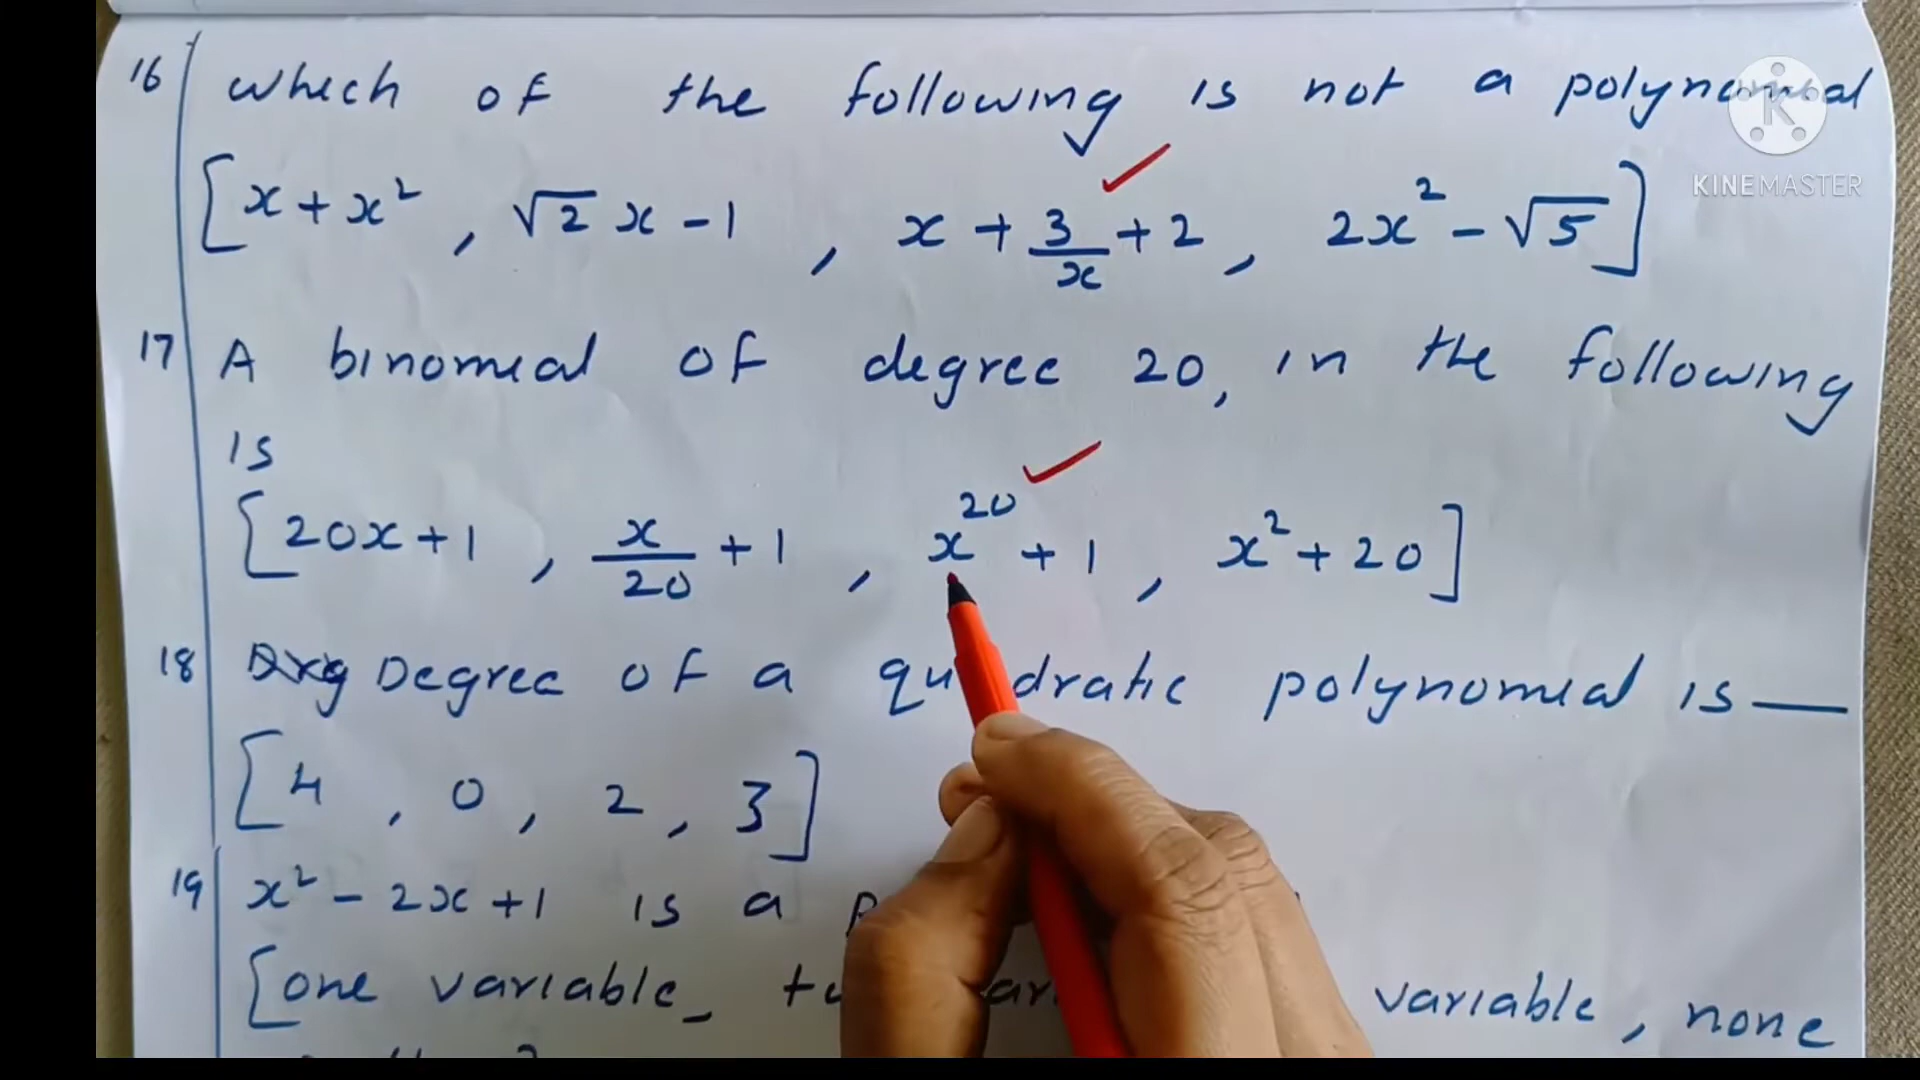 16 which of the following is not a polynomial
K
KINEMASTER
[x + x², √2 x - 1, x + 3/x + 2, 2x² - √5]
17 A binomial of degree 20, in the following
is
[20x + 1, x/20 + 1, x²⁰ + 1, x² + 20]
18 Degree of a quadratic polynomial is —
[4, 0, 2, 3]
19 x² - 2x + 1 is a
[one variable, variable, none